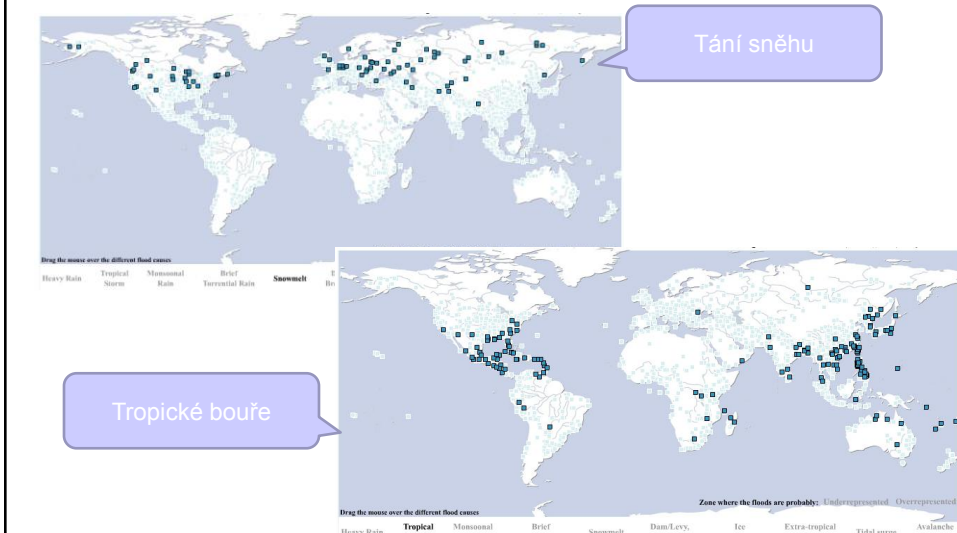 Tání sněhu
Drag the mouse over the different flood causes
Heavy Rain
Tropical
Storm
Monsoonal
Rain
Brief
Torrential Rain
Snowmelt
Tropické bouře
Zone where the floods are probably: Underrepresented Overrepresented
Drag the mouse over the different flood causes
Heavy Rain
Tropical
Monsoonal
Brief
Snowmelt
Dam/Levy,
Ice
Extra-tropical
Tidal surge
Avalanche